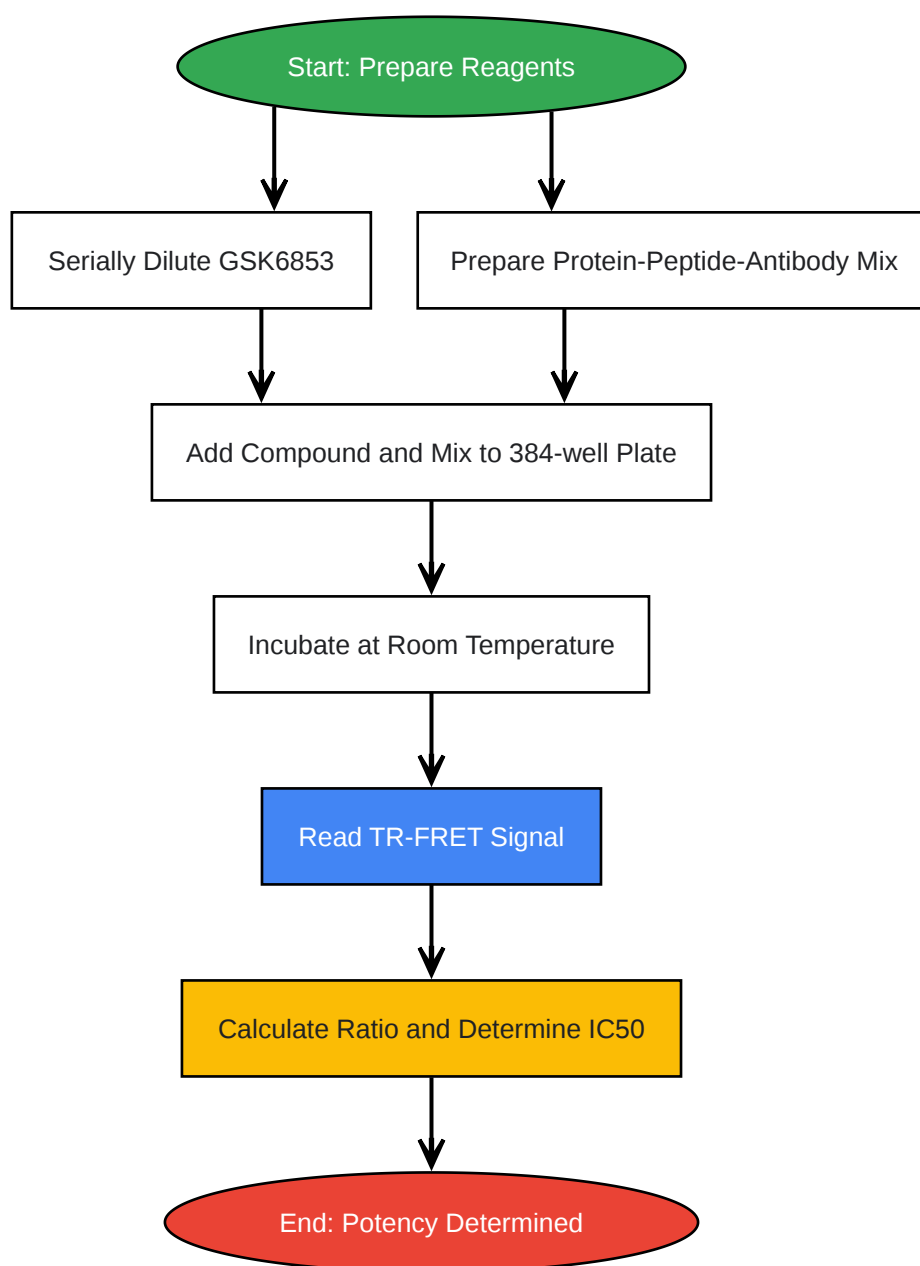 Start: Prepare Reagents
Serially Dilute GSK6853
Prepare Protein-Peptide-Antibody Mix
Add Compound and Mix to 384-well Plate
Incubate at Room Temperature
Read TR-FRET Signal
Calculate Ratio and Determine IC50
End: Potency Determined